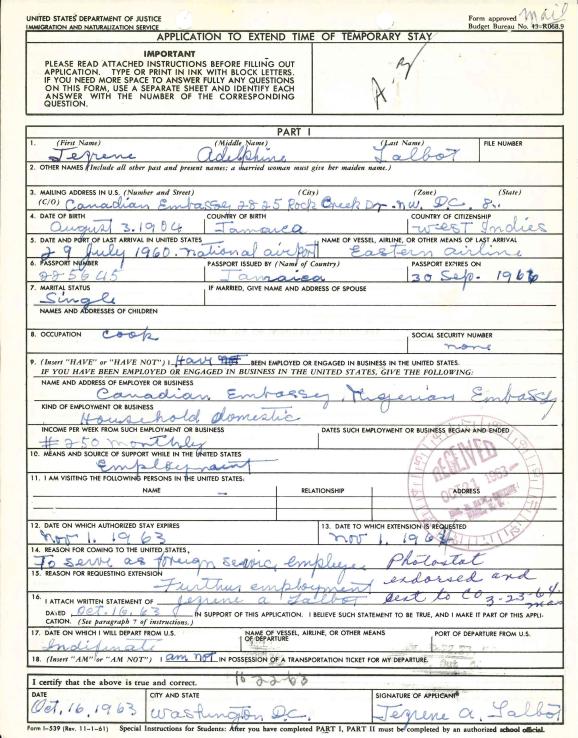 UNITED STATES DEPARTMENT OF JUSTICE
IMMIGRATION AND NATURALIZATION SERVICE
Form approved mail
Budget Bureau No. 43-R068.9
APPLICATION TO EXTEND TIME OF TEMPORARY STAY
IMPORTANT
PLEASE READ ATTACHED INSTRUCTIONS BEFORE FILLING OUT
APPLICATION. TYPE OR PRINT IN INK WITH BLOCK LETTERS.
IF YOU NEED MORE SPACE TO ANSWER FULLY ANY QUESTIONS
ON THIS FORM, USE A SEPARATE SHEET AND IDENTIFY EACH
ANSWER WITH THE NUMBER OF THE CORRESPONDING
QUESTION.
PART I
1. (First Name) (Middle Name) (Last Name) FILE NUMBER
Jezrene Adelphine Talbot
2. OTHER NAMES (Include all other past and present names; a married woman must give her maiden name.)
3. MAILING ADDRESS IN U.S. (Number and Street) (City) (Zone) (State)
(C/O) Canadian Embassy 2825 Rock Creek Dr. N.W. D.C. 8.
4. DATE OF BIRTH COUNTRY OF BIRTH COUNTRY OF CITIZENSHIP
August 3. 1904 Jamaica West Indies
5. DATE AND PORT OF LAST ARRIVAL IN UNITED STATES NAME OF VESSEL, AIRLINE, OR OTHER MEANS OF LAST ARRIVAL
29 July 1960. National airport Eastern airline
6. PASSPORT NUMBER PASSPORT ISSUED BY (Name of Country) PASSPORT EXPIRES ON
225645 Jamaica 30 Sep. 1966
7. MARITAL STATUS IF MARRIED, GIVE NAME AND ADDRESS OF SPOUSE
Single
NAMES AND ADDRESSES OF CHILDREN
8. OCCUPATION Cook SOCIAL SECURITY NUMBER
none
9. (Insert "HAVE" or "HAVE NOT") I Have BEEN EMPLOYED OR ENGAGED IN BUSINESS IN THE UNITED STATES.
IF YOU HAVE BEEN EMPLOYED OR ENGAGED IN BUSINESS IN THE UNITED STATES, GIVE THE FOLLOWING:
NAME AND ADDRESS OF EMPLOYER OR BUSINESS
Canadian Embassy, Nigerian Embassy
KIND OF EMPLOYMENT OR BUSINESS
Household domestic
INCOME PER WEEK FROM SUCH EMPLOYMENT OR BUSINESS DATES SUCH EMPLOYMENT OR BUSINESS BEGAN AND ENDED
$250 monthly
RECEIVED
OCT 21 1963
10. MEANS AND SOURCE OF SUPPORT WHILE IN THE UNITED STATES
Employment
11. I AM VISITING THE FOLLOWING PERSONS IN THE UNITED STATES.
NAME RELATIONSHIP ADDRESS
12. DATE ON WHICH AUTHORIZED STAY EXPIRES 13. DATE TO WHICH EXTENSION IS REQUESTED
Nov 1. 1963 Nov 1. 1964
14. REASON FOR COMING TO THE UNITED STATES,
To serve as foreign service employee
15. REASON FOR REQUESTING EXTENSION
Further employment
Photostat
endorsed and
sent to CO 3-23-64
16. I ATTACH WRITTEN STATEMENT OF Jezrene A Talbot
DATED Oct. 16, 63 IN SUPPORT OF THIS APPLICATION. I BELIEVE SUCH STATEMENT TO BE TRUE, AND I MAKE IT PART OF THIS APPLI-
CATION. (See paragraph 7 of instructions.)
17. DATE ON WHICH I WILL DEPART FROM U.S. NAME OF VESSEL, AIRLINE, OR OTHER MEANS OF DEPARTURE PORT OF DEPARTURE FROM U.S.
Indifinate
18. (Insert "AM" or "AM NOT") I am not IN POSSESSION OF A TRANSPORTATION TICKET FOR MY DEPARTURE.
I certify that the above is true and correct.
DATE CITY AND STATE SIGNATURE OF APPLICANT
Oct, 16, 1963 Washington D.C. Jezrene A. Talbot
Form I-539 (Rev. 11-1-61) Special Instructions for Students: After you have completed PART I, PART II must be completed by an authorized school official.